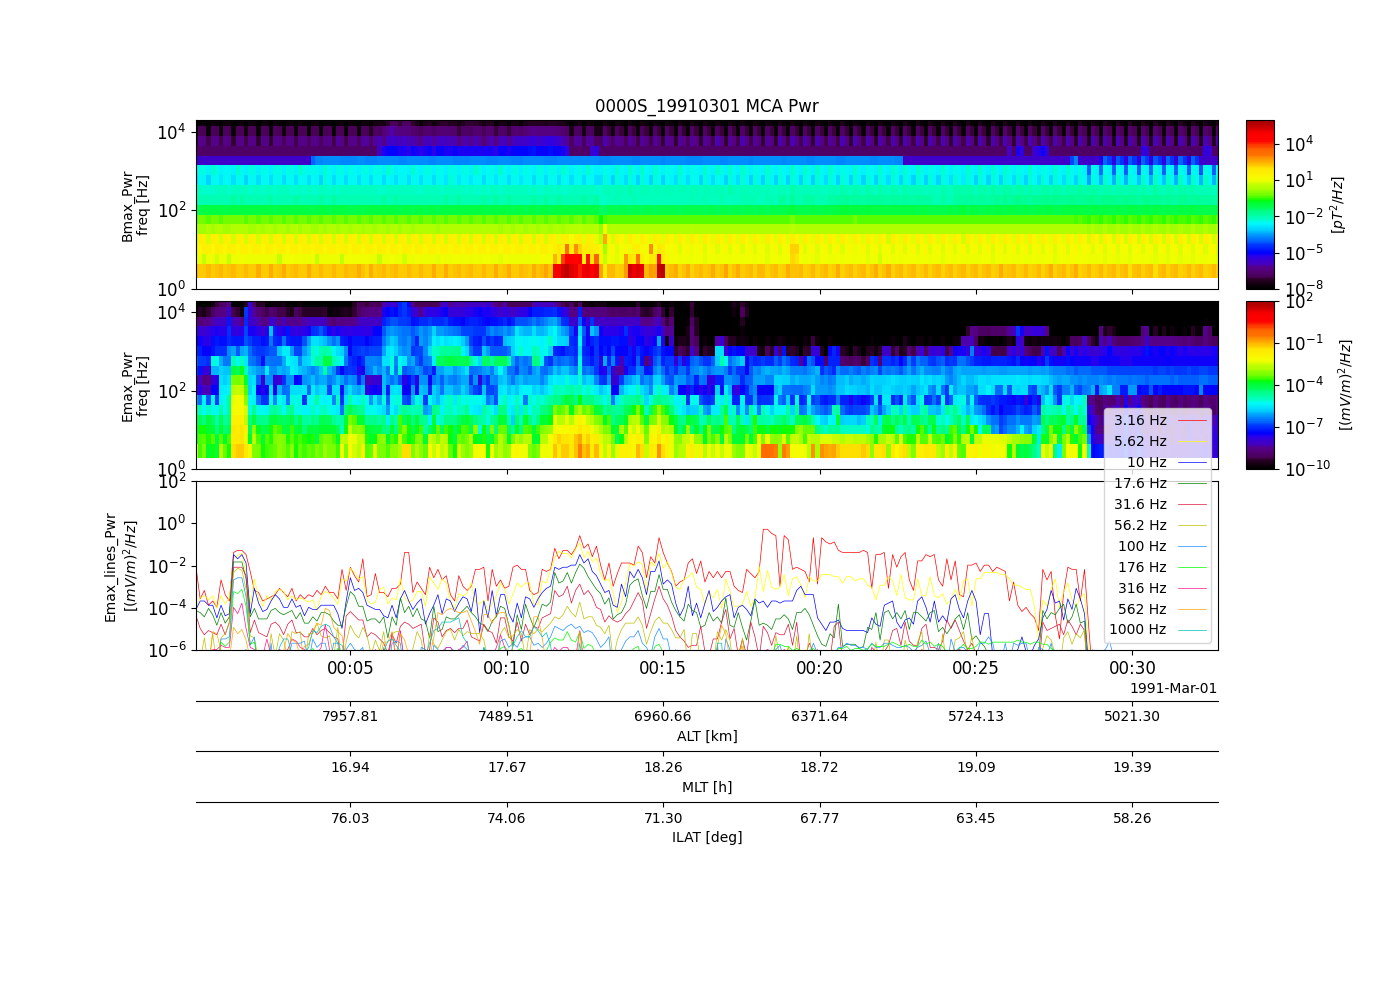 0000S_19910301 MCA Pwr
Bmax_Pwr
freq [Hz]
10^4
10^2
10^0
10^4
10^1
10^-2
10^-5
10^-8
[pT^2/Hz]
Emax_Pwr
freq [Hz]
10^4
10^2
10^0
10^2
10^-1
10^-4
10^-7
10^-10
[(mV/m)^2/Hz]
Emax_lines_Pwr
[(mV/m)^2/Hz]
10^2
10^0
10^-2
10^-4
10^-6
3.16 Hz
5.62 Hz
10 Hz
17.6 Hz
31.6 Hz
56.2 Hz
100 Hz
176 Hz
316 Hz
562 Hz
1000 Hz
00:05 00:10 00:15 00:20 00:25 00:30
1991-Mar-01
7957.81 7489.51 6960.66 6371.64 5724.13 5021.30
ALT [km]
16.94 17.67 18.26 18.72 19.09 19.39
MLT [h]
76.03 74.06 71.30 67.77 63.45 58.26
ILAT [deg]